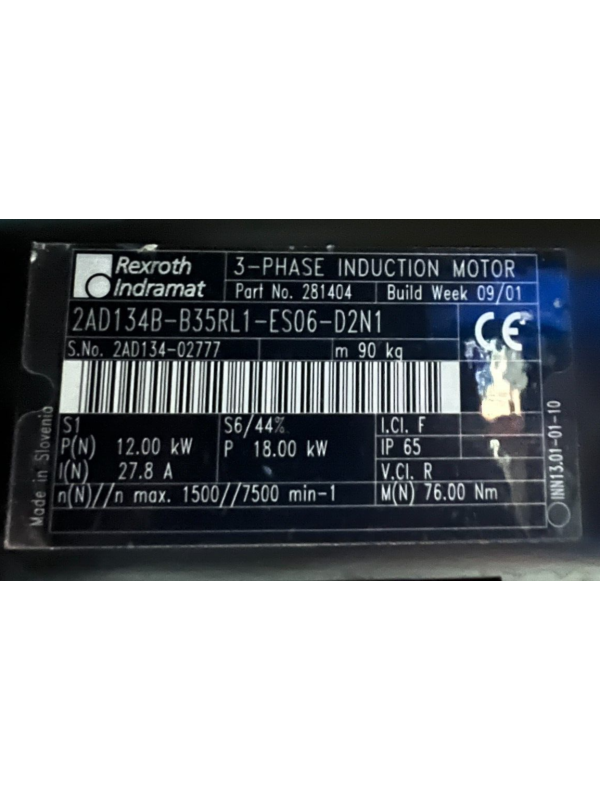 Rexroth
Indramat
3-PHASE INDUCTION MOTOR
Part No. 281404
Build Week 09/01
2AD134B-B35RL1-ES06-D2N1
CE
S.No. 2AD134-02777
m 90 kg
S1
S6/44%
I.Cl. F
P(N) 12.00 kW
P 18.00 kW
IP 65
I(N) 27.8 A
V.Cl. R
n(N)//n max. 1500//7500 min-1
M(N) 76.00 Nm
Made in Slovenia
INN13.01-01-10